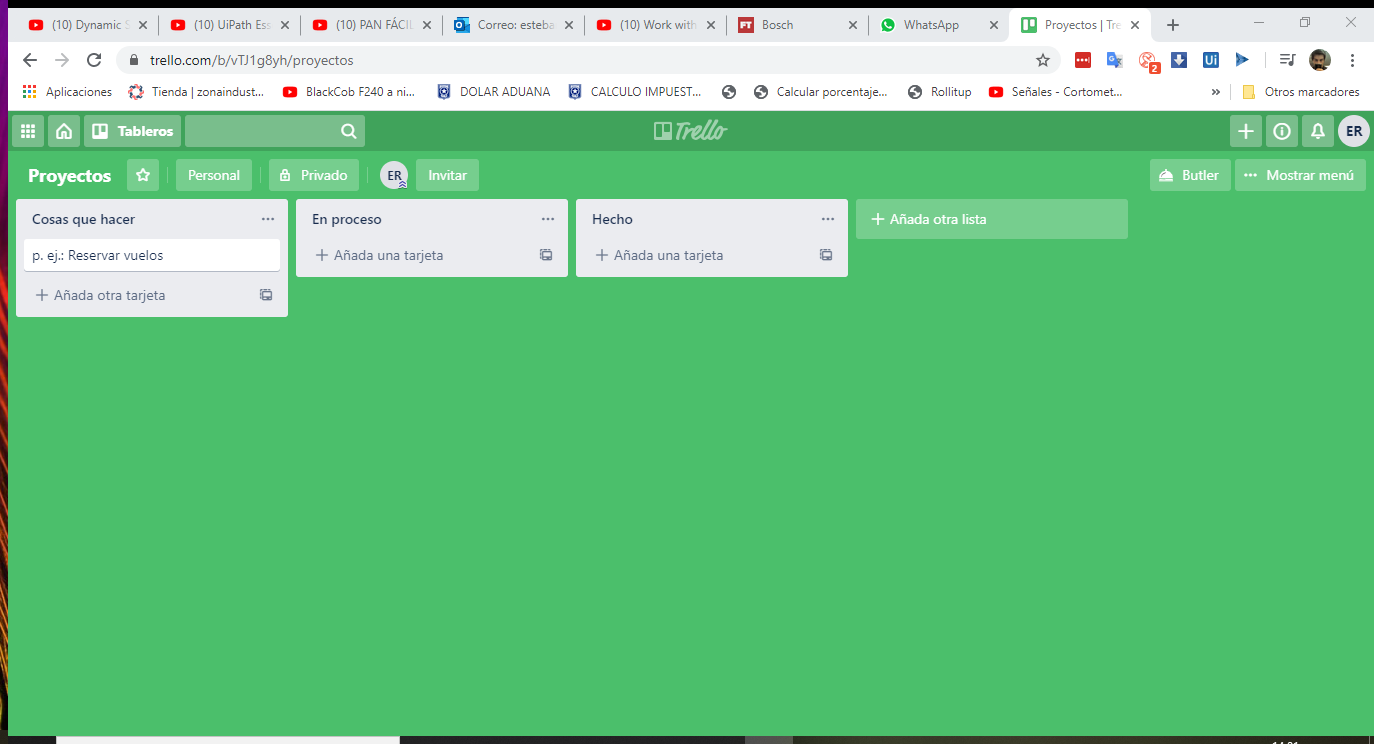 (10) Dynamic S
(10) UiPath Ess
(10) PAN FÁCIL
Correo: esteba
(10) Work with
FT Bosch
WhatsApp
Proyectos | Tre
trello.com/b/vTJ1g8yh/proyectos
2
Ui
Aplicaciones
Tienda | zonaindust...
BlackCob F240 a ni...
DOLAR ADUANA
CALCULO IMPUEST...
Calcular porcentaje...
Rollitup
Señales - Cortomet...
»
Otros marcadores
Tableros
Trello
ER
Proyectos
Personal
Privado
ER
Invitar
Butler
Mostrar menú
Cosas que hacer
p. ej.: Reservar vuelos
Añada otra tarjeta
En proceso
Añada una tarjeta
Hecho
Añada una tarjeta
Añada otra lista